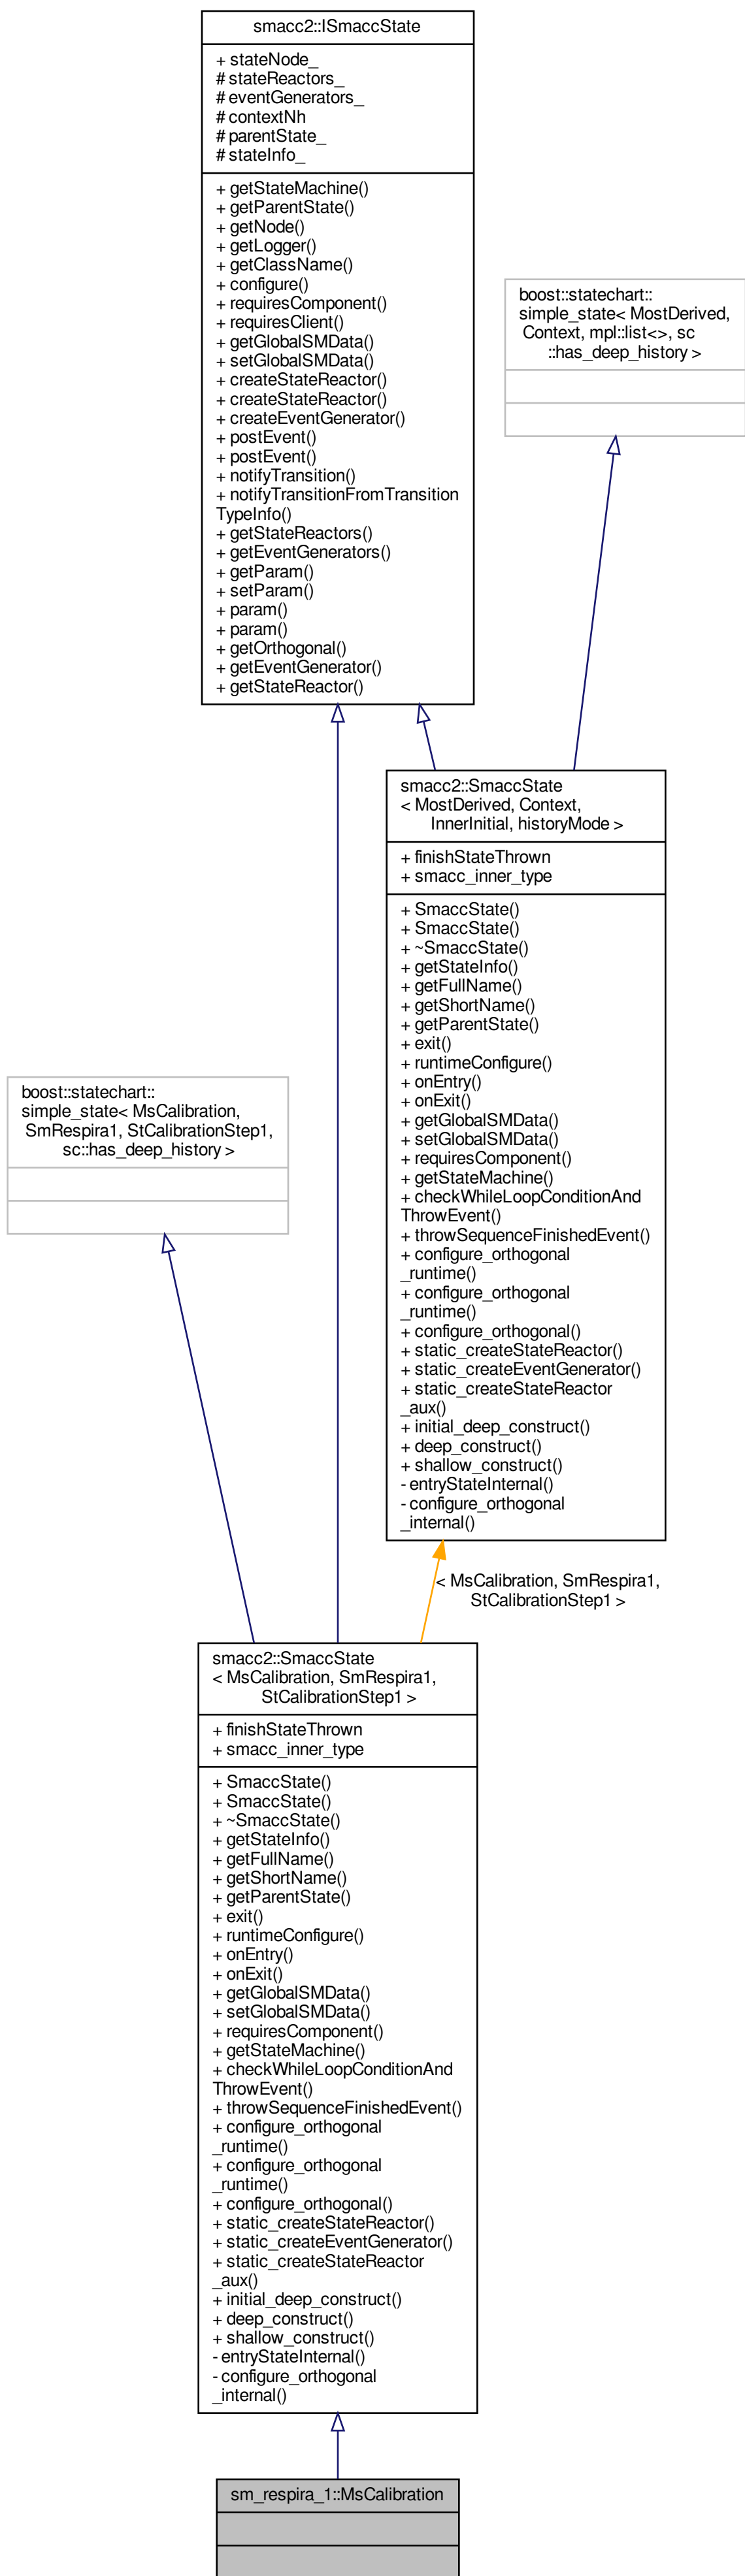 smacc2::ISmaccState
+ stateNode_
# stateReactors_
# eventGenerators_
# contextNh
# parentState_
# stateInfo_
+ getStateMachine()
+ getParentState()
+ getNode()
+ getLogger()
+ getClassName()
+ configure()
+ requiresComponent()
+ requiresClient()
+ getGlobalSMData()
+ setGlobalSMData()
+ createStateReactor()
+ createStateReactor()
+ createEventGenerator()
+ postEvent()
+ postEvent()
+ notifyTransition()
+ notifyTransitionFromTransition
TypeInfo()
+ getStateReactors()
+ getEventGenerators()
+ getParam()
+ setParam()
+ param()
+ param()
+ getOrthogonal()
+ getEventGenerator()
+ getStateReactor()
boost::statechart::
simple_state< MostDerived,
Context, mpl::list<>, sc
::has_deep_history >
smacc2::SmaccState
< MostDerived, Context,
InnerInitial, historyMode >
+ finishStateThrown
+ smacc_inner_type
+ SmaccState()
+ SmaccState()
+ ~SmaccState()
+ getStateInfo()
+ getFullName()
+ getShortName()
+ getParentState()
+ exit()
+ runtimeConfigure()
+ onEntry()
+ onExit()
+ getGlobalSMData()
+ setGlobalSMData()
+ requiresComponent()
+ getStateMachine()
+ checkWhileLoopConditionAnd
ThrowEvent()
+ throwSequenceFinishedEvent()
+ configure_orthogonal
_runtime()
+ configure_orthogonal
_runtime()
+ configure_orthogonal()
+ static_createStateReactor()
+ static_createEventGenerator()
+ static_createStateReactor
_aux()
+ initial_deep_construct()
+ deep_construct()
+ shallow_construct()
- entryStateInternal()
- configure_orthogonal
_internal()
boost::statechart::
simple_state< MsCalibration,
SmRespira1, StCalibrationStep1,
sc::has_deep_history >
< MsCalibration, SmRespira1,
StCalibrationStep1 >
smacc2::SmaccState
< MsCalibration, SmRespira1,
StCalibrationStep1 >
+ finishStateThrown
+ smacc_inner_type
+ SmaccState()
+ SmaccState()
+ ~SmaccState()
+ getStateInfo()
+ getFullName()
+ getShortName()
+ getParentState()
+ exit()
+ runtimeConfigure()
+ onEntry()
+ onExit()
+ getGlobalSMData()
+ setGlobalSMData()
+ requiresComponent()
+ getStateMachine()
+ checkWhileLoopConditionAnd
ThrowEvent()
+ throwSequenceFinishedEvent()
+ configure_orthogonal
_runtime()
+ configure_orthogonal
_runtime()
+ configure_orthogonal()
+ static_createStateReactor()
+ static_createEventGenerator()
+ static_createStateReactor
_aux()
+ initial_deep_construct()
+ deep_construct()
+ shallow_construct()
- entryStateInternal()
- configure_orthogonal
_internal()
sm_respira_1::MsCalibration